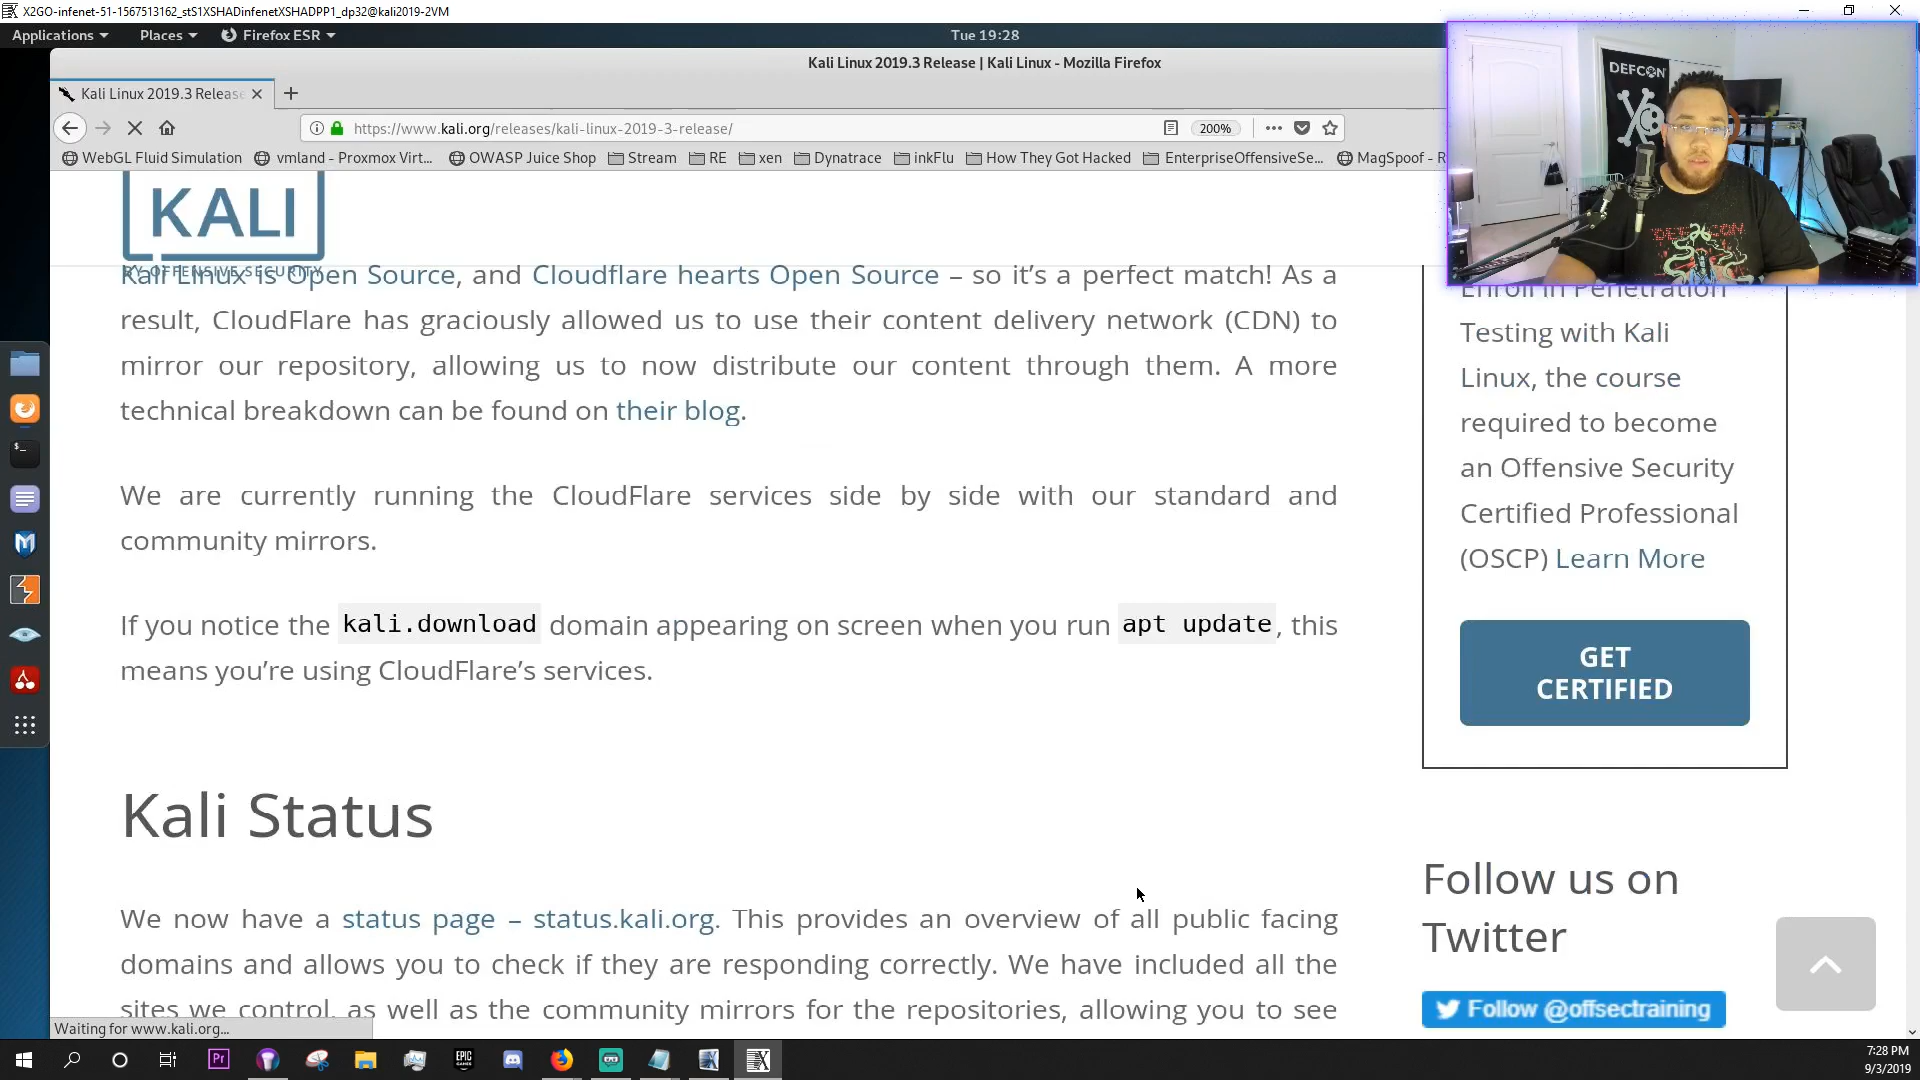 X2GO-infenet-51-1567513162_stS1XSHADinfenetXSHADPP1_dp32@kali2019-2VM
Applications Places Firefox ESR Tue 19:28
Kali Linux 2019.3 Release | Kali Linux - Mozilla Firefox
Kali Linux 2019.3 Release
https://www.kali.org/releases/kali-linux-2019-3-release/ 200%
WebGL Fluid Simulation vmland - Proxmox Virt... OWASP Juice Shop Stream RE xen Dynatrace inkFlu How They Got Hacked EnterpriseOffensiveSe... MagSpoof - R
DEFCON
DEFCON
KALI
BY OFFENSIVE SECURITY
Kali Linux is Open Source, and Cloudflare hearts Open Source – so it's a perfect match! As a
result, CloudFlare has graciously allowed us to use their content delivery network (CDN) to
mirror our repository, allowing us to now distribute our content through them. A more
technical breakdown can be found on their blog.
We are currently running the CloudFlare services side by side with our standard and
community mirrors.
If you notice the kali.download domain appearing on screen when you run apt update, this
means you're using CloudFlare's services.
Kali Status
We now have a status page – status.kali.org. This provides an overview of all public facing
domains and allows you to check if they are responding correctly. We have included all the
sites we control, as well as the community mirrors for the repositories, allowing you to see
Enroll in Penetration
Testing with Kali
Linux, the course
required to become
an Offensive Security
Certified Professional
(OSCP) Learn More
GET
CERTIFIED
Follow us on
Twitter
Follow @offsectraining
Waiting for www.kali.org...
Pr
EPIC
GAMES
7:28 PM
9/3/2019